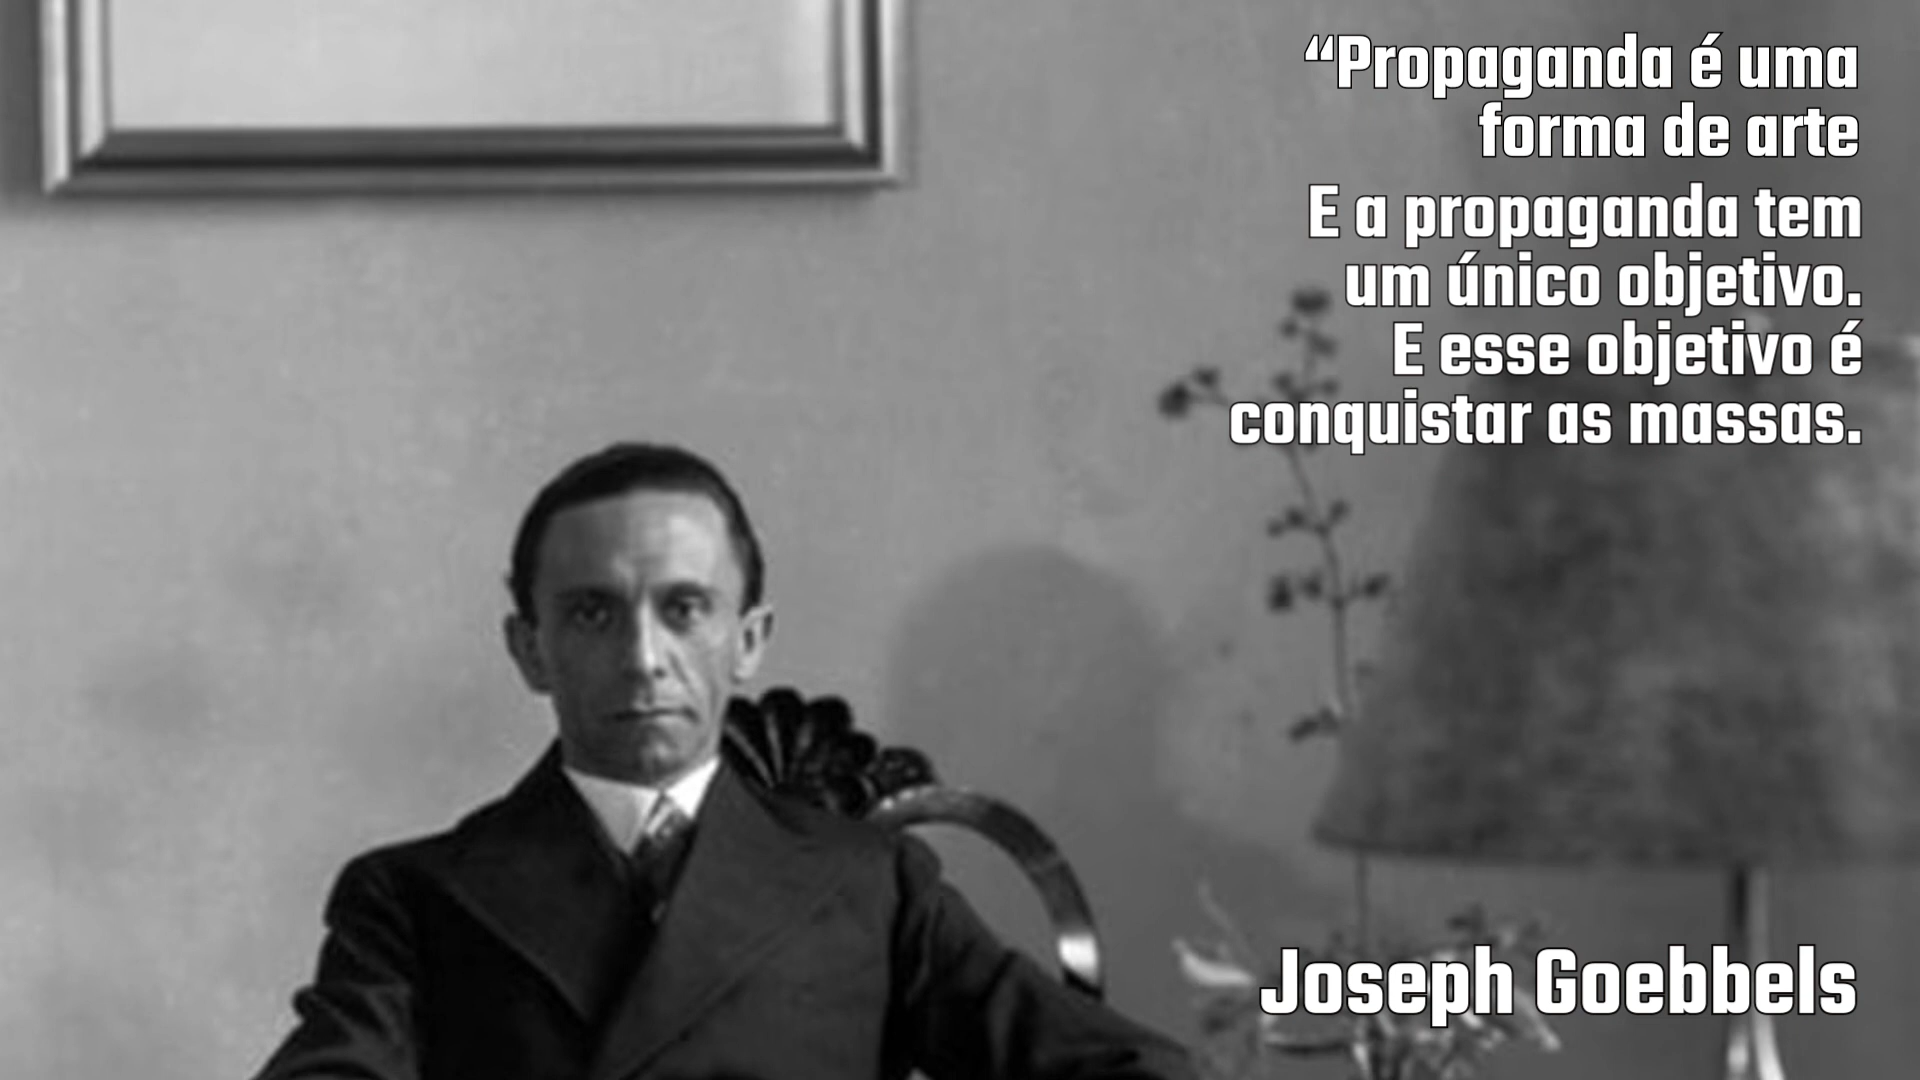 “Propaganda é uma
forma de arte
E a propaganda tem
um único objetivo.
E esse objetivo é
conquistar as massas.
Joseph Goebbels